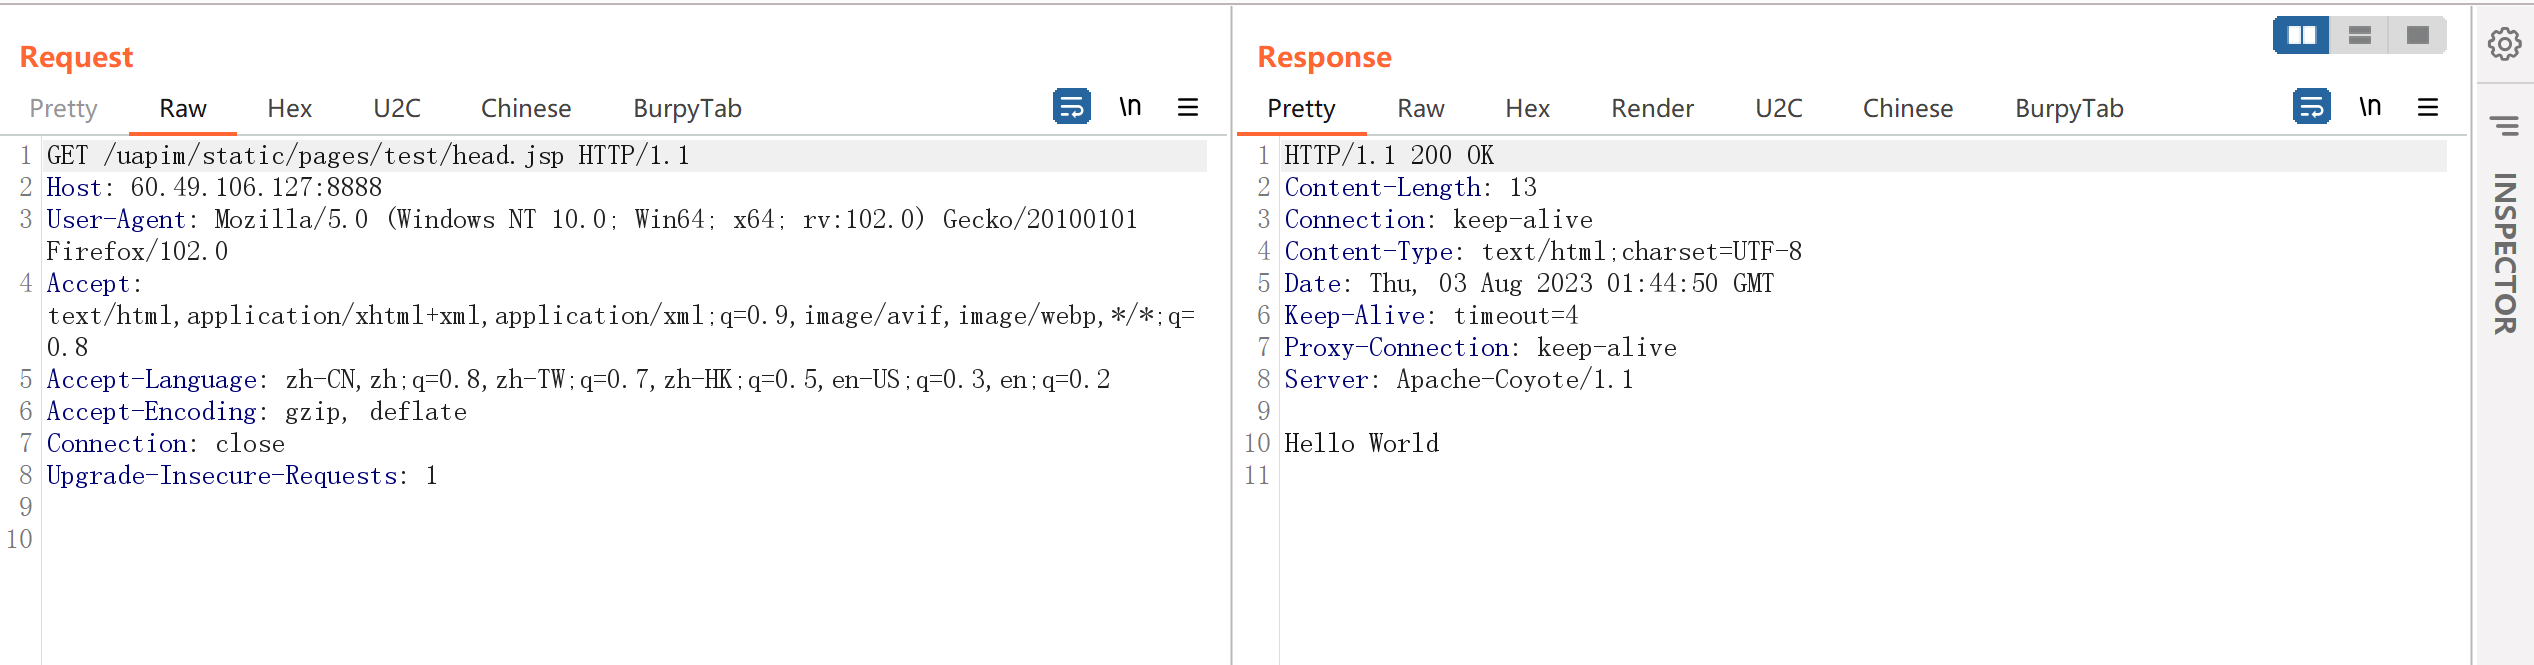 Request
Pretty Raw Hex U2C Chinese BurpyTab \n
1 GET /uapim/static/pages/test/head.jsp HTTP/1.1
2 Host: 60.49.106.127:8888
3 User-Agent: Mozilla/5.0 (Windows NT 10.0; Win64; x64; rv:102.0) Gecko/20100101
Firefox/102.0
4 Accept:
text/html,application/xhtml+xml,application/xml;q=0.9,image/avif,image/webp,*/*;q=
0.8
5 Accept-Language: zh-CN,zh;q=0.8,zh-TW;q=0.7,zh-HK;q=0.5,en-US;q=0.3,en;q=0.2
6 Accept-Encoding: gzip, deflate
7 Connection: close
8 Upgrade-Insecure-Requests: 1
9
10
Response
Pretty Raw Hex Render U2C Chinese BurpyTab \n
1 HTTP/1.1 200 OK
2 Content-Length: 13
3 Connection: keep-alive
4 Content-Type: text/html;charset=UTF-8
5 Date: Thu, 03 Aug 2023 01:44:50 GMT
6 Keep-Alive: timeout=4
7 Proxy-Connection: keep-alive
8 Server: Apache-Coyote/1.1
9
10 Hello World
11
INSPECTOR